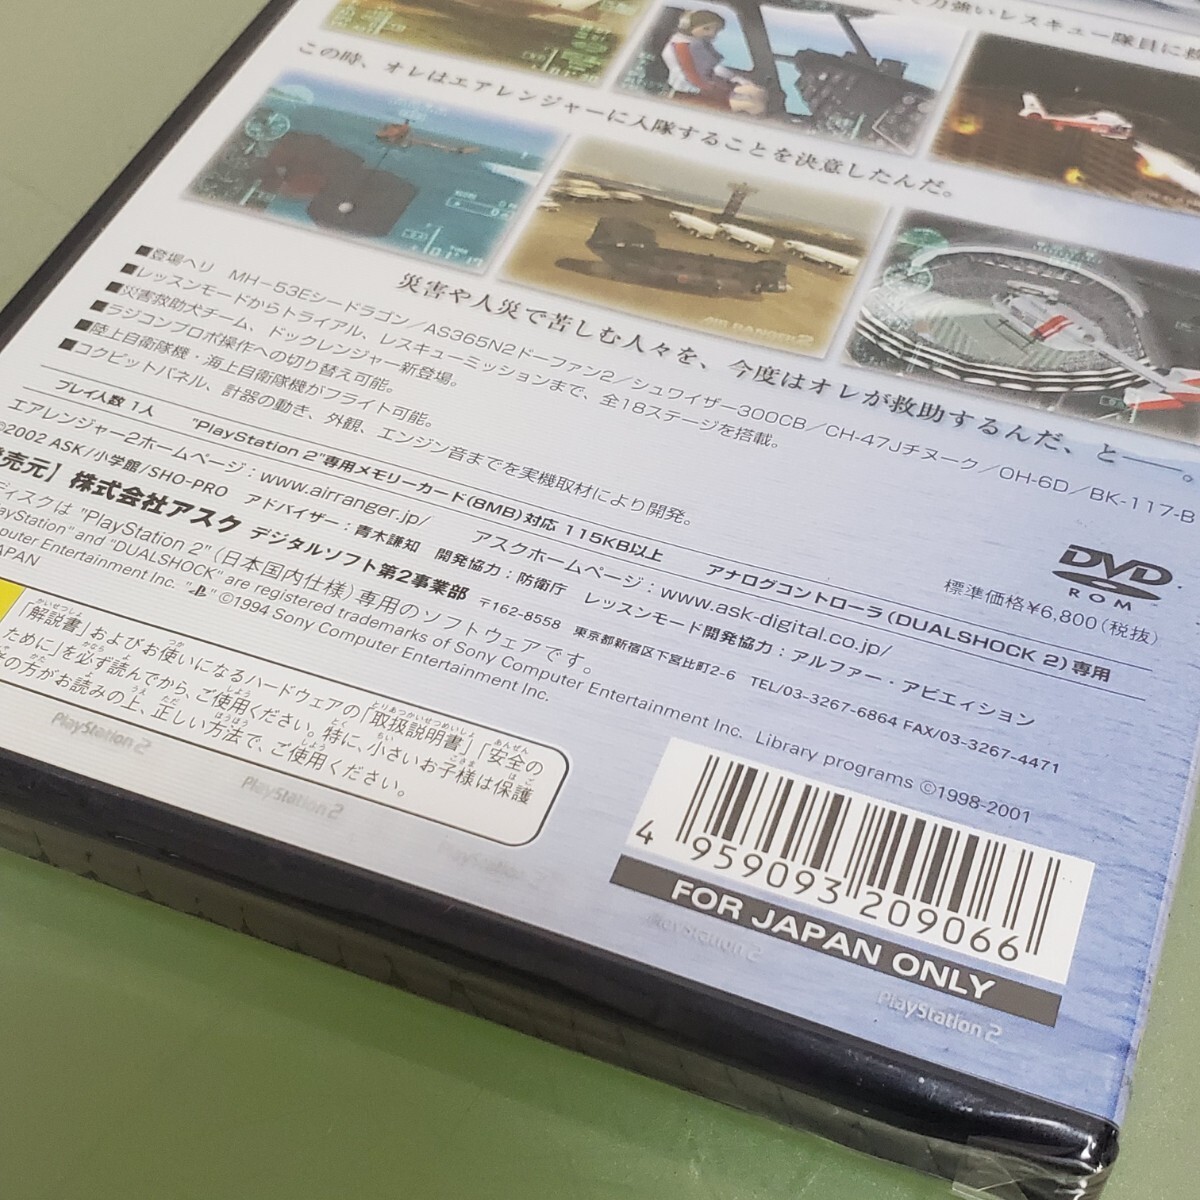 力強いレスキュー隊員に
この時、オレはエアレンジャーに入隊することを決意したんだ。
AIR RANGER 2
災害や人災で苦しむ人々を、今度はオレが救助するんだ、と――。
■登場ヘリ MH-53Eシードラゴン/AS365N2ドーファン2/シュワイザー300CB/CH-47Jチヌーク/OH-6D/BK-117-B
■レッスンモードからトライアル、レスキューミッションまで、全18ステージを搭載。
■災害救助犬チーム、ドックレンジャー新登場。
■ラジコンプロポ操作への切り替え可能。
■陸上自衛隊機・海上自衛隊機がフライト可能。
■コクピットパネル、計器の動き、外観、エンジン音までを実機取材により開発。
プレイ人数 1人 "PlayStation 2"専用メモリーカード(8MB)対応 115KB以上 アナログコントローラ(DUALSHOCK 2)専用
エアレンジャー2ホームページ:www.airranger.jp/ アスクホームページ:www.ask-digital.co.jp/
©2002 ASK/小学館/SHO-PRO アドバイザー:青木謙知 開発協力:防衛庁 レッスンモード開発協力:アルファー・アビエィション
売元】株式会社アスク デジタルソフト第2事業部 〒162-8558 東京都新宿区下宮比町2-6 TEL/03-3267-6864 FAX/03-3267-4471
ディスクは "PlayStation 2" (日本国内仕様) 専用のソフトウェアです。
PlayStation" and "DUALSHOCK" are registered trademarks of Sony Computer Entertainment Inc. Library programs ©1998-2001
puter Entertainment Inc. "PS" ©1994 Sony Computer Entertainment Inc.
JAPAN
DVD
ROM
標準価格¥6,800(税抜)
「解説書」およびお使いになるハードウェアの「取扱説明書」「安全の
ために」を必ず読んでから、ご使用ください。特に、小さいお子様は保護
の方がお読みの上、正しい方法で、ご使用ください。
4 959093 209066
FOR JAPAN ONLY
PlayStation 2
PlayStation 2
PlayStation 2
PlayStation 2
PlayStation 2